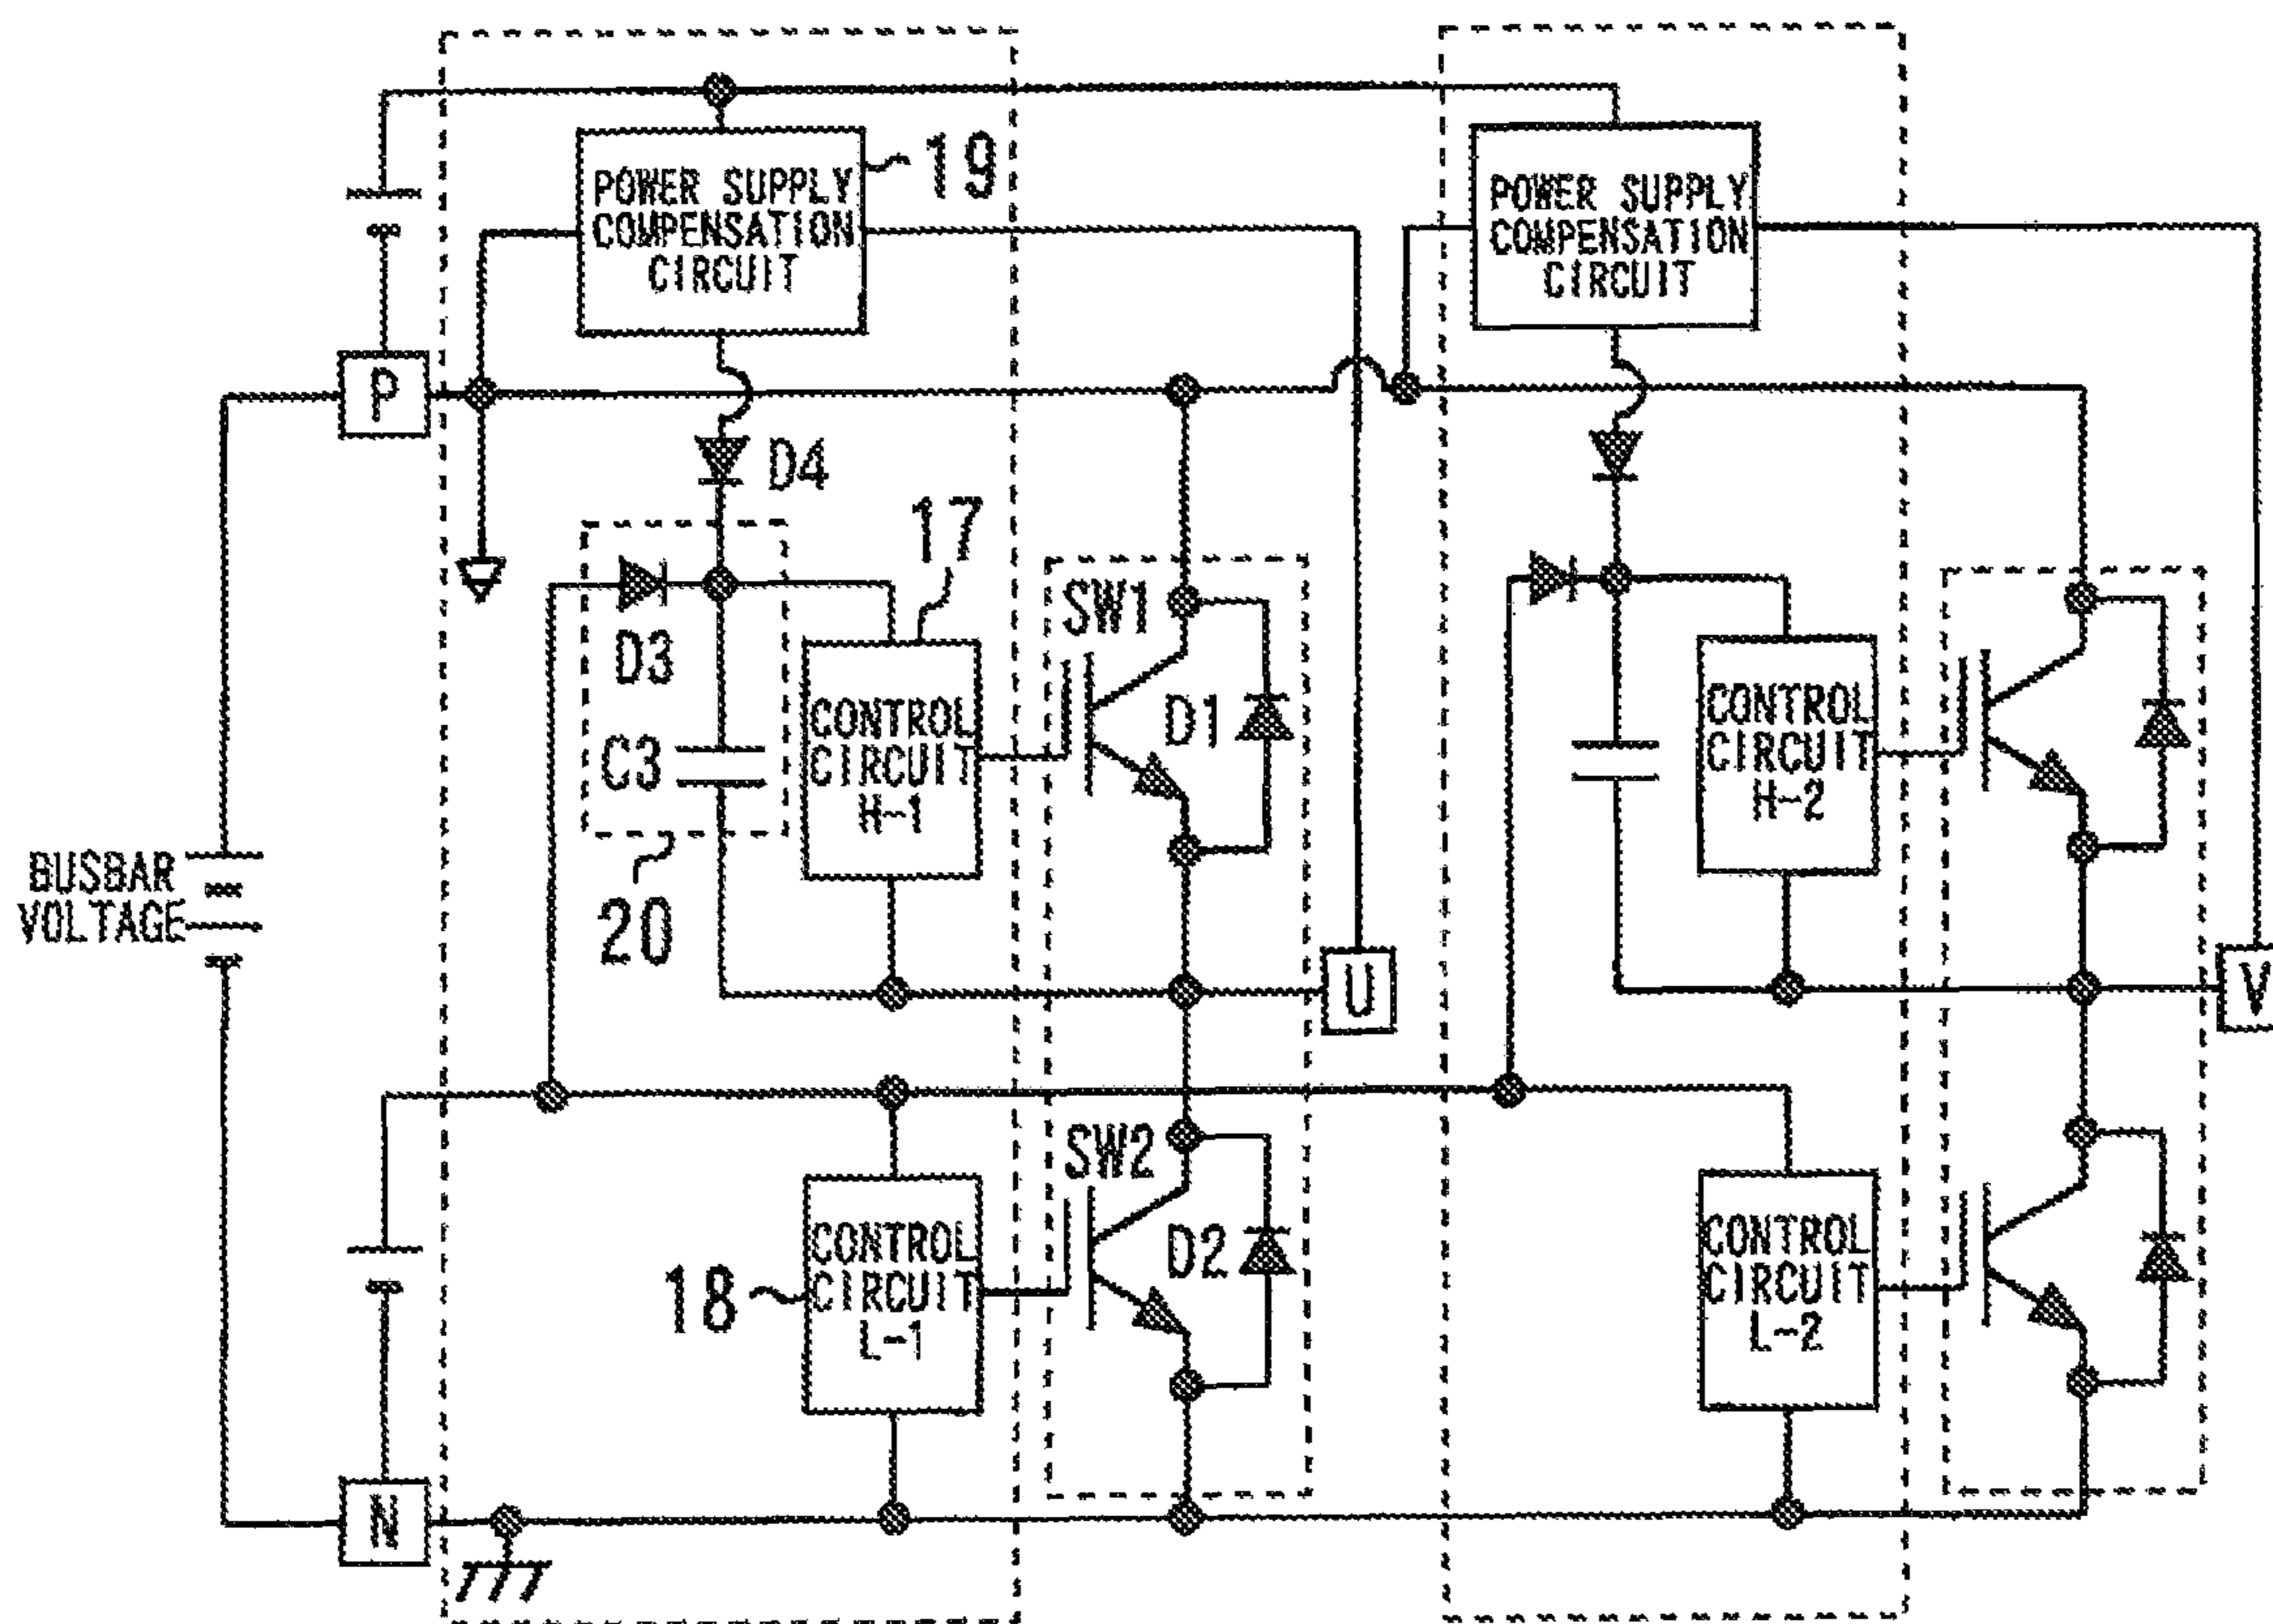 POWER SUPPLY
COMPENSATION
CIRCUIT
19
POWER SUPPLY
COMPENSATION
CIRCUIT
P
D4
17
D3
SW1
D1
C3
CONTROL
CIRCUIT
H-1
CONTROL
CIRCUIT
H-2
BUSBAR
VOLTAGE
20
U
V
SW2
D2
18
CONTROL
CIRCUIT
L-1
CONTROL
CIRCUIT
L-2
N